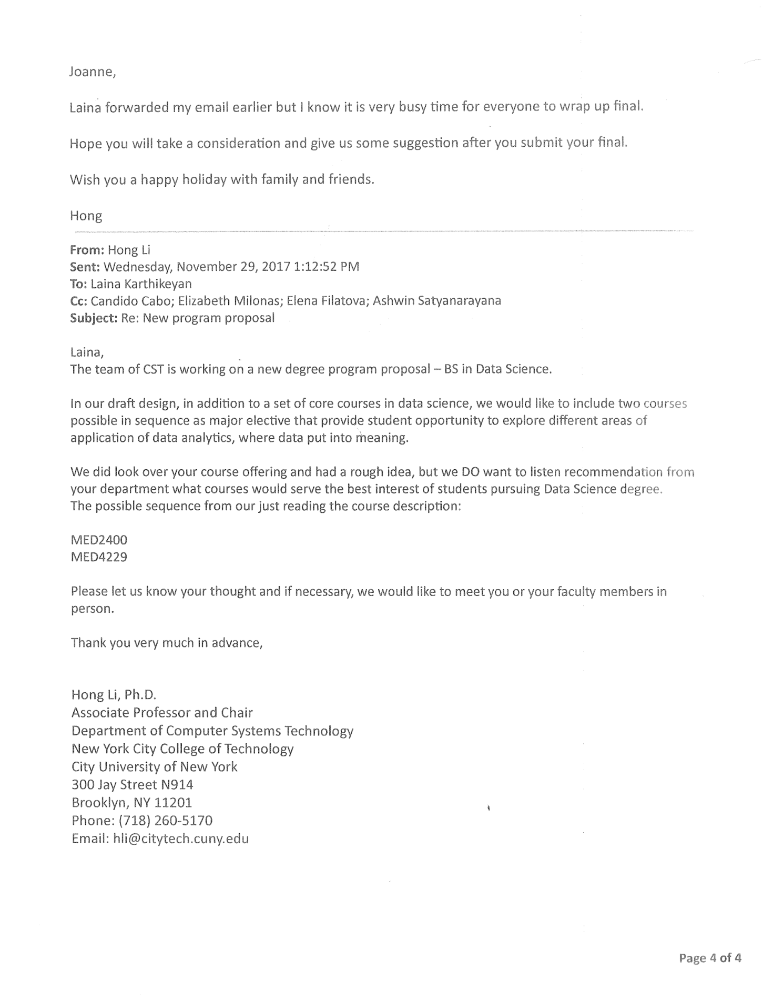 Joanne,
Laina forwarded my email earlier but I know it is very busy time for everyone to wrap up final.
Hope you will take a consideration and give us some suggestion after you submit your final.
Wish you a happy holiday with family and friends.
Hong
From: Hong Li
Sent: Wednesday, November 29, 2017 1:12:52 PM
To: Laina Karthikeyan
Cc: Candido Cabo; Elizabeth Milonas; Elena Filatova; Ashwin Satyanarayana
Subject: Re: New program proposal
Laina,
The team of CST is working on a new degree program proposal – BS in Data Science.
In our draft design, in addition to a set of core courses in data science, we would like to include two courses
possible in sequence as major elective that provide student opportunity to explore different areas of
application of data analytics, where data put into meaning.
We did look over your course offering and had a rough idea, but we DO want to listen recommendation from
your department what courses would serve the best interest of students pursuing Data Science degree.
The possible sequence from our just reading the course description:
MED2400
MED4229
Please let us know your thought and if necessary, we would like to meet you or your faculty members in
person.
Thank you very much in advance,
Hong Li, Ph.D.
Associate Professor and Chair
Department of Computer Systems Technology
New York City College of Technology
City University of New York
300 Jay Street N914
Brooklyn, NY 11201
Phone: (718) 260-5170
Email: hli@citytech.cuny.edu
Page 4 of 4